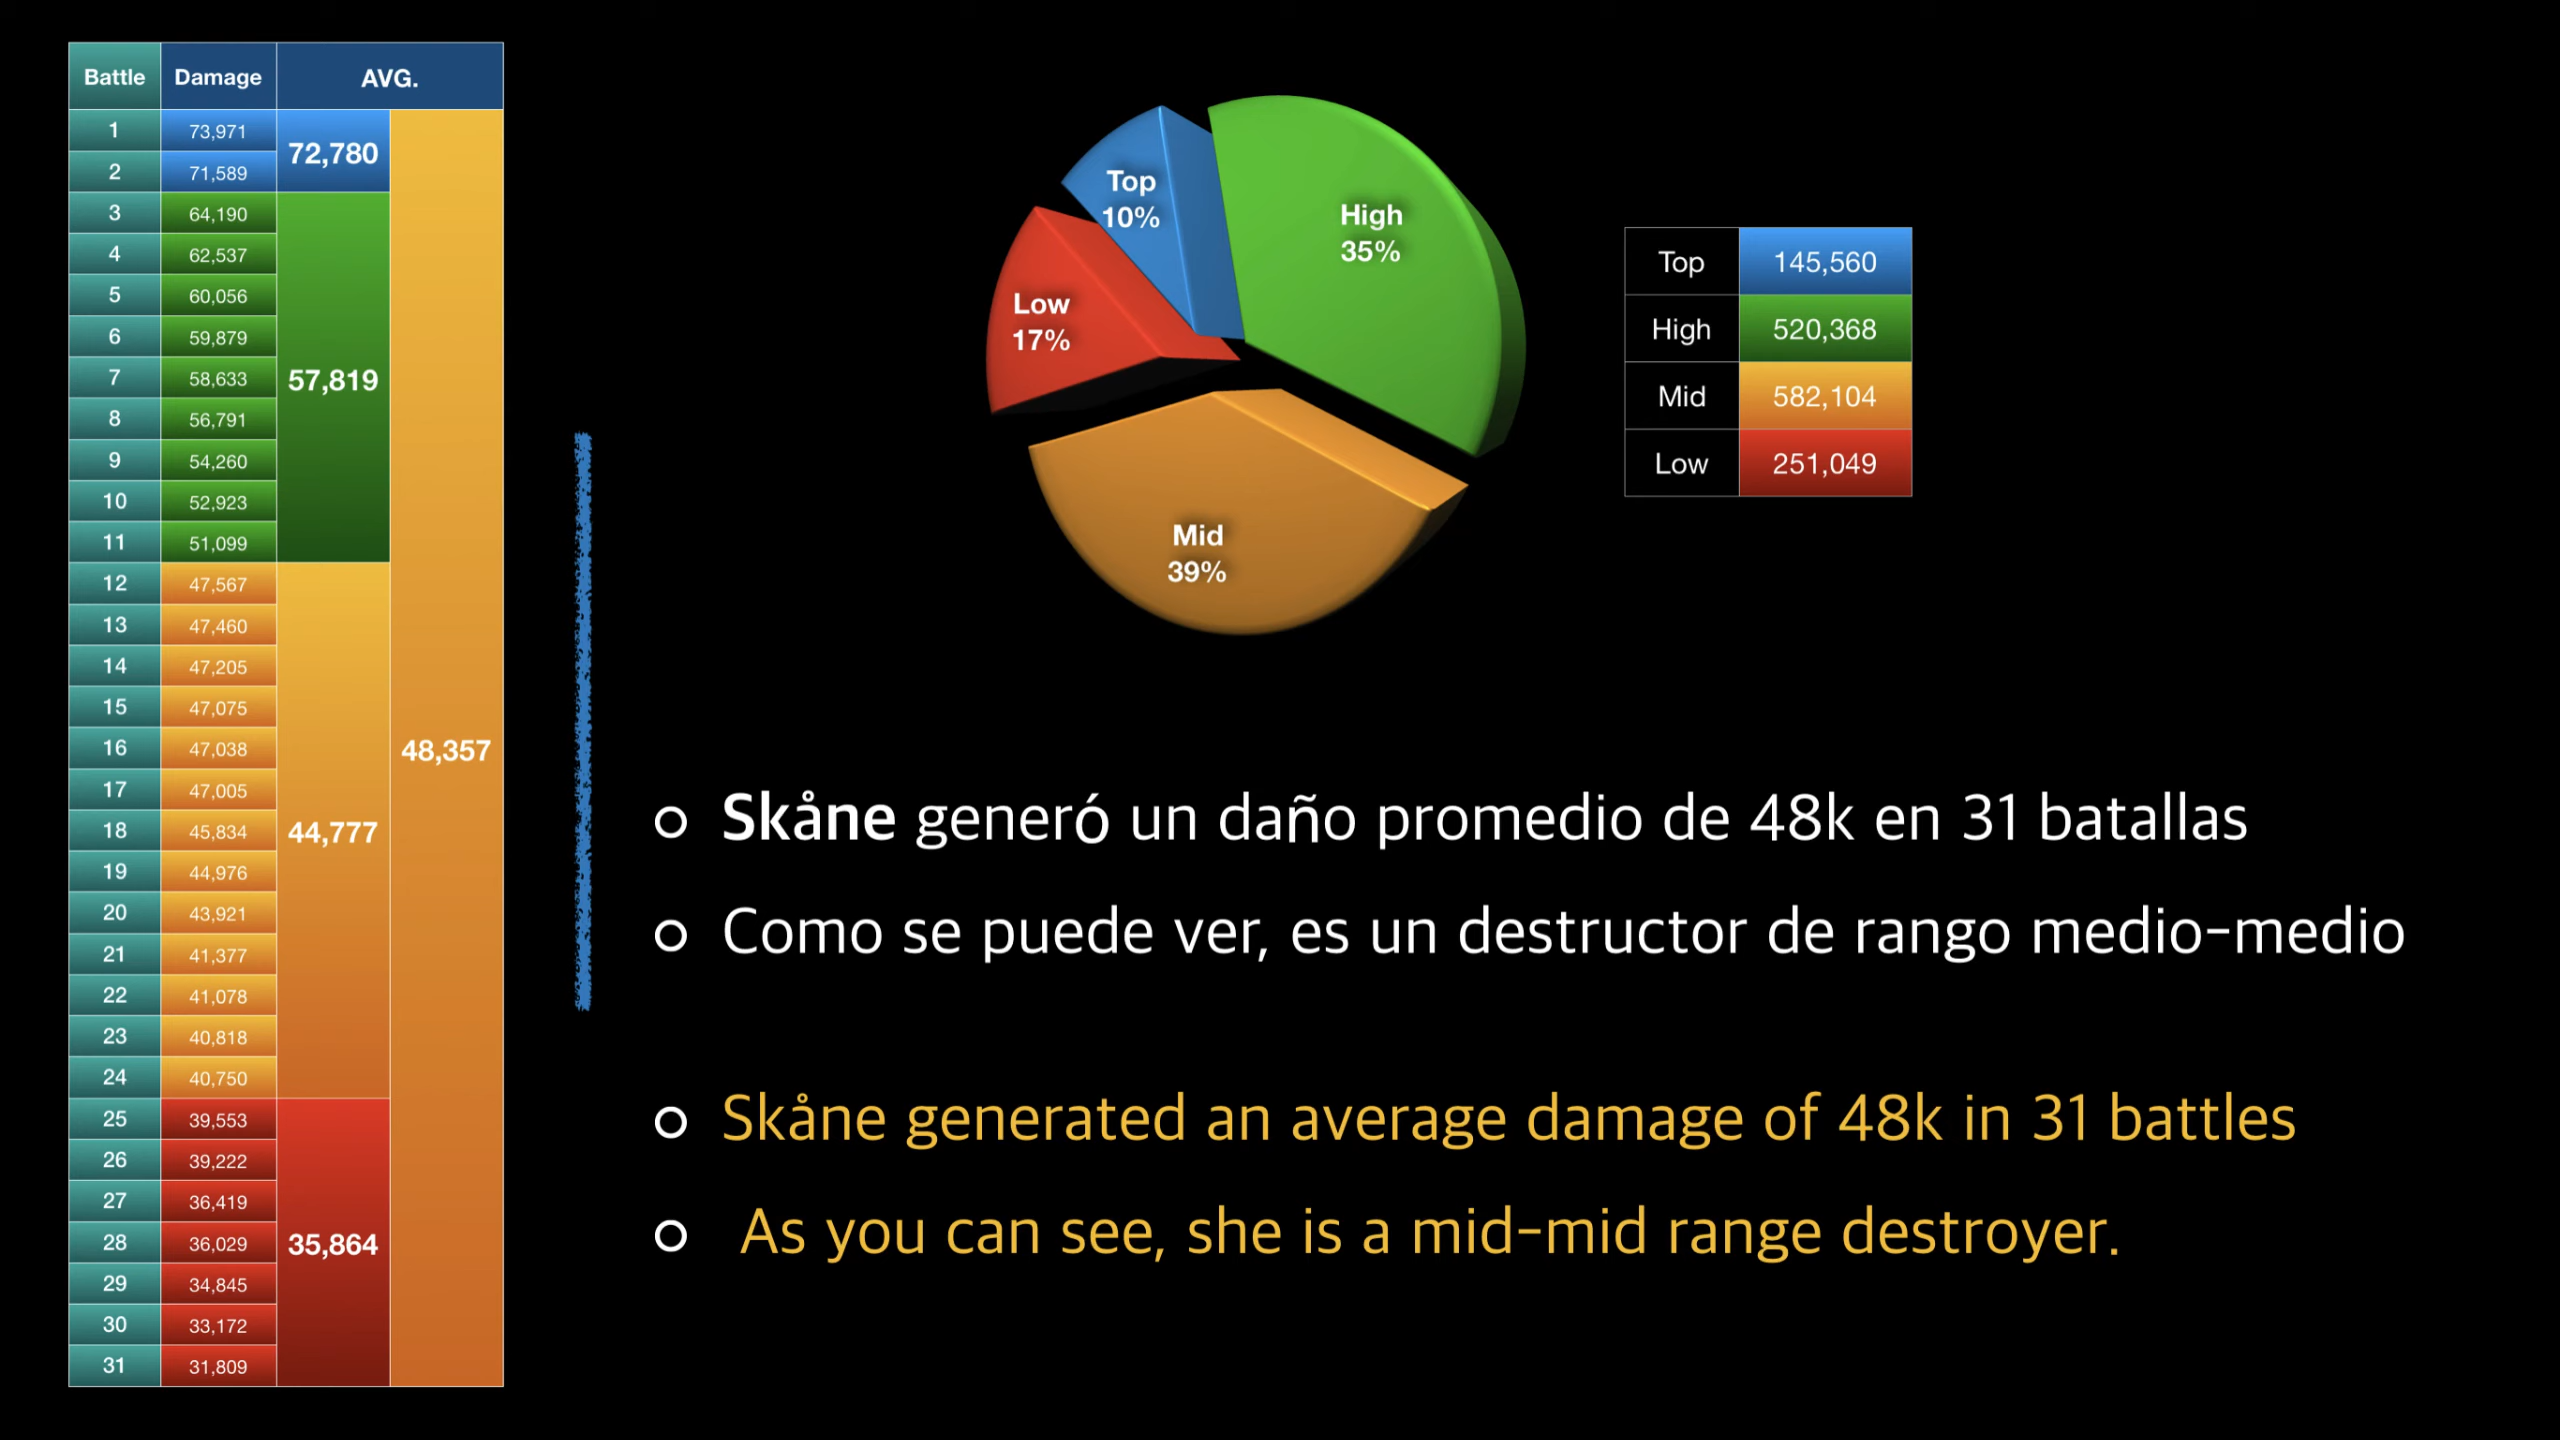 Battle Damage AVG.
1 73,971 72,780
2 71,589
3 64,190
4 62,537
5 60,056
6 59,879
7 58,633 57,819
8 56,791
9 54,260
10 52,923
11 51,099
12 47,567
13 47,460
14 47,205
15 47,075
16 47,038 48,357
17 47,005
18 45,834 44,777
19 44,976
20 43,921
21 41,377
22 41,078
23 40,818
24 40,750
25 39,553
26 39,222
27 36,419
28 36,029 35,864
29 34,845
30 33,172
31 31,809
Top
10%
High
35%
Low
17%
Mid
39%
Top 145,560
High 520,368
Mid 582,104
Low 251,049
Skåne generó un daño promedio de 48k en 31 batallas
Como se puede ver, es un destructor de rango medio-medio
Skåne generated an average damage of 48k in 31 battles
As you can see, she is a mid-mid range destroyer.